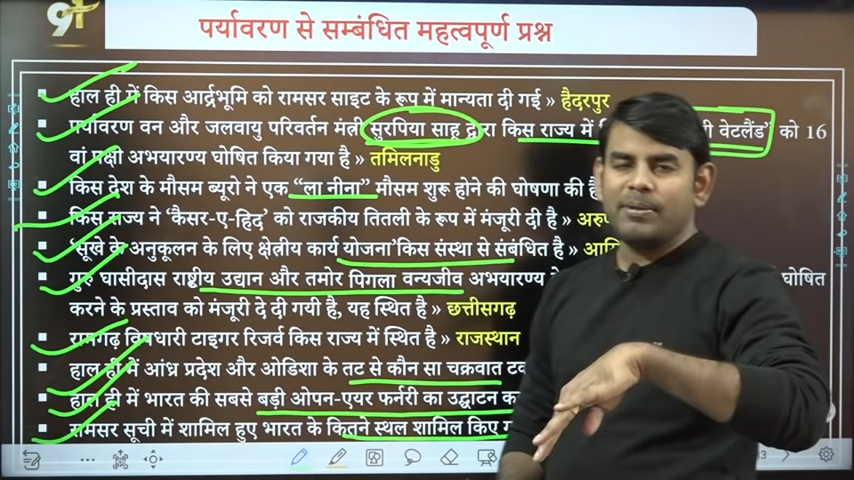 9
पर्यावरण से सम्बंधित महत्वपूर्ण प्रश्न
हाल ही में किस आर्द्रभूमि को रामसर साइट के रूप में मान्यता दी गई » हैदरपुर
पर्यावरण वन और जलवायु परिवर्तन मंत्री सुरपिया साहू द्वारा किस राज्य में वेटलैंड' को 16
वां पक्षी अभयारण्य घोषित किया गया है » तमिलनाडु
किस देश के मौसम ब्यूरो ने एक "ला नीना" मौसम शुरू होने की घोषणा की है
किस राज्य ने 'कैसर-ए-हिद' को राजकीय तितली के रूप में मंजूरी दी है »
'सूखे के अनुकूलन के लिए क्षेत्रीय कार्य योजना'किस संस्था से संबंधित है »
गुरु घासीदास राष्ट्रीय उद्यान और तमोर पिंगला वन्यजीव अभयारण्य घोषित
करने के प्रस्ताव को मंजूरी दे दी गयी है, यह स्थित है » छत्तीसगढ़
रामगढ़ विषधारी टाइगर रिजर्व किस राज्य में स्थित है » राजस्थान
हाल ही में आंध्र प्रदेश और ओडिशा के तट से कौन सा चक्रवात
हाल ही में भारत की सबसे बड़ी ओपन-एयर फर्नरी का उद्घाटन
रामसर सूची में शामिल हुए भारत के कितने स्थल शामिल किए